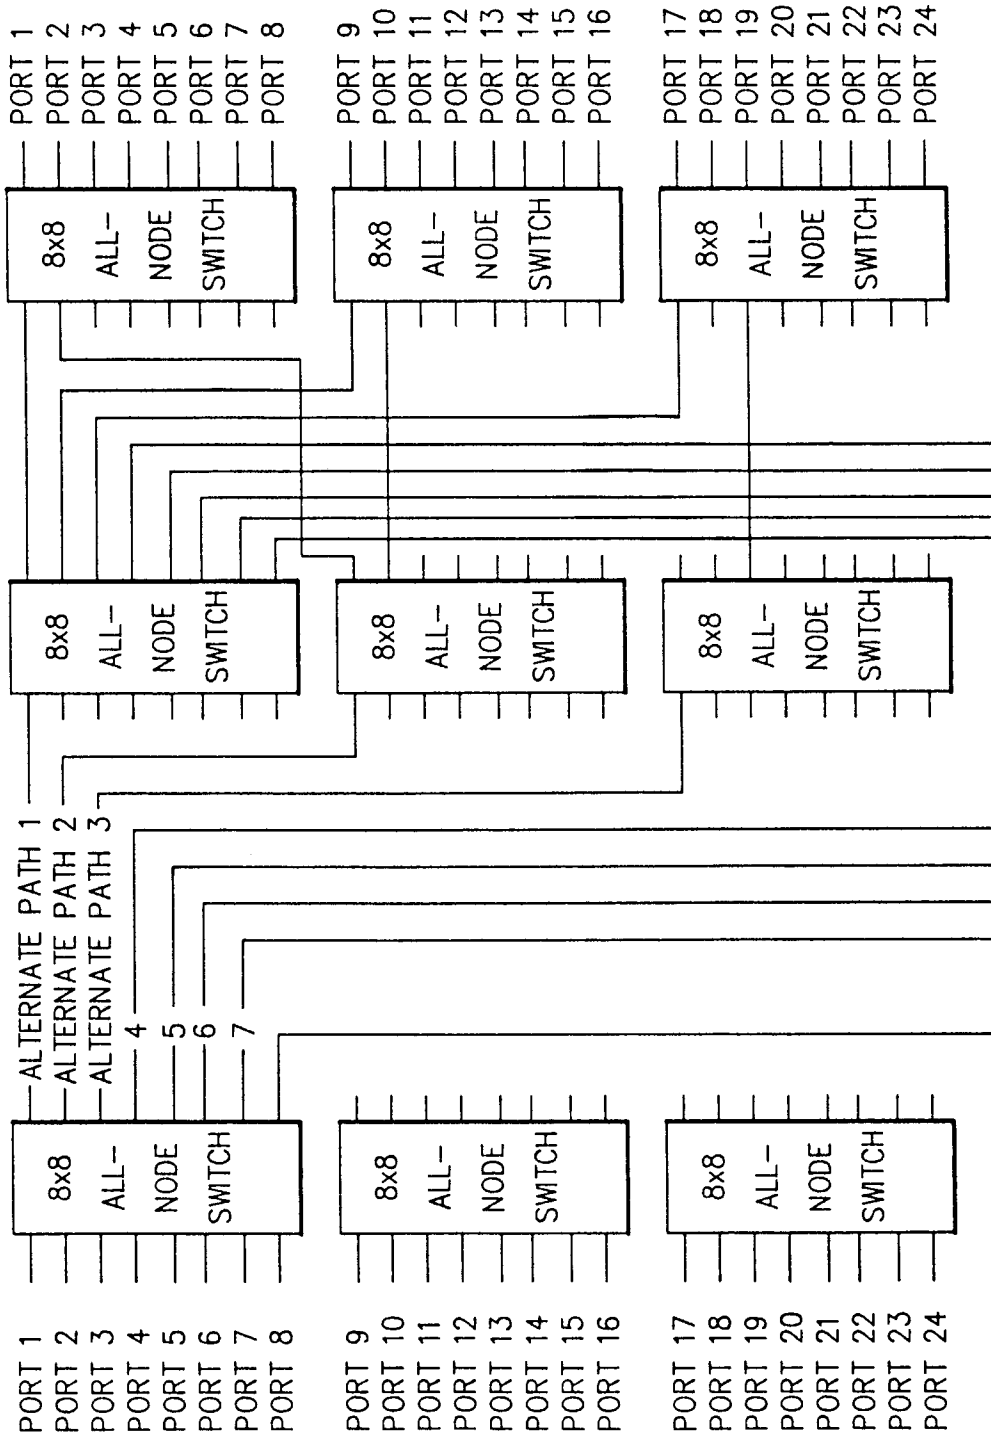 PORT 1
PORT 2
PORT 3
PORT 4
PORT 5
PORT 6
PORT 7
PORT 8
PORT 9
PORT 10
PORT 11
PORT 12
PORT 13
PORT 14
PORT 15
PORT 16
PORT 17
PORT 18
PORT 19
PORT 20
PORT 21
PORT 22
PORT 23
PORT 24
8x8
ALL-
NODE
SWITCH
8x8
ALL-
NODE
SWITCH
8x8
ALL-
NODE
SWITCH
8x8
ALL-
NODE
SWITCH
8x8
ALL-
NODE
SWITCH
8x8
ALL-
NODE
SWITCH
ALTERNATE PATH 1
ALTERNATE PATH 2
ALTERNATE PATH 3
4
5
6
7
8x8
ALL-
NODE
SWITCH
8x8
ALL-
NODE
SWITCH
8x8
ALL-
NODE
SWITCH
PORT 1
PORT 2
PORT 3
PORT 4
PORT 5
PORT 6
PORT 7
PORT 8
PORT 9
PORT 10
PORT 11
PORT 12
PORT 13
PORT 14
PORT 15
PORT 16
PORT 17
PORT 18
PORT 19
PORT 20
PORT 21
PORT 22
PORT 23
PORT 24